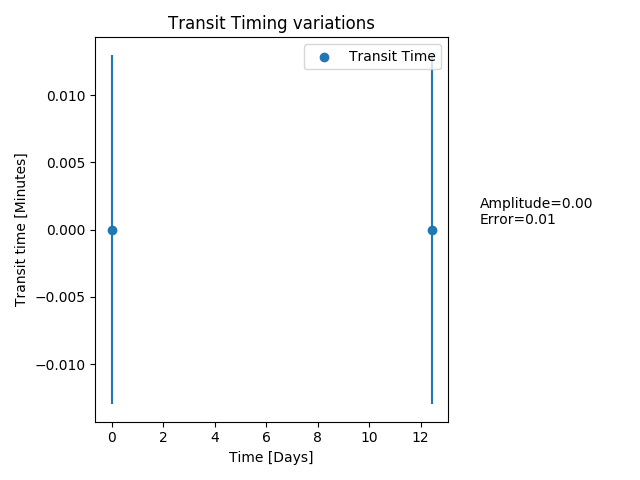 Transit Timing variations
Transit Time
0.010
0.005
0.000
−0.005
−0.010
Transit time [Minutes]
Amplitude=0.00
Error=0.01
0 2 4 6 8 10 12
Time [Days]